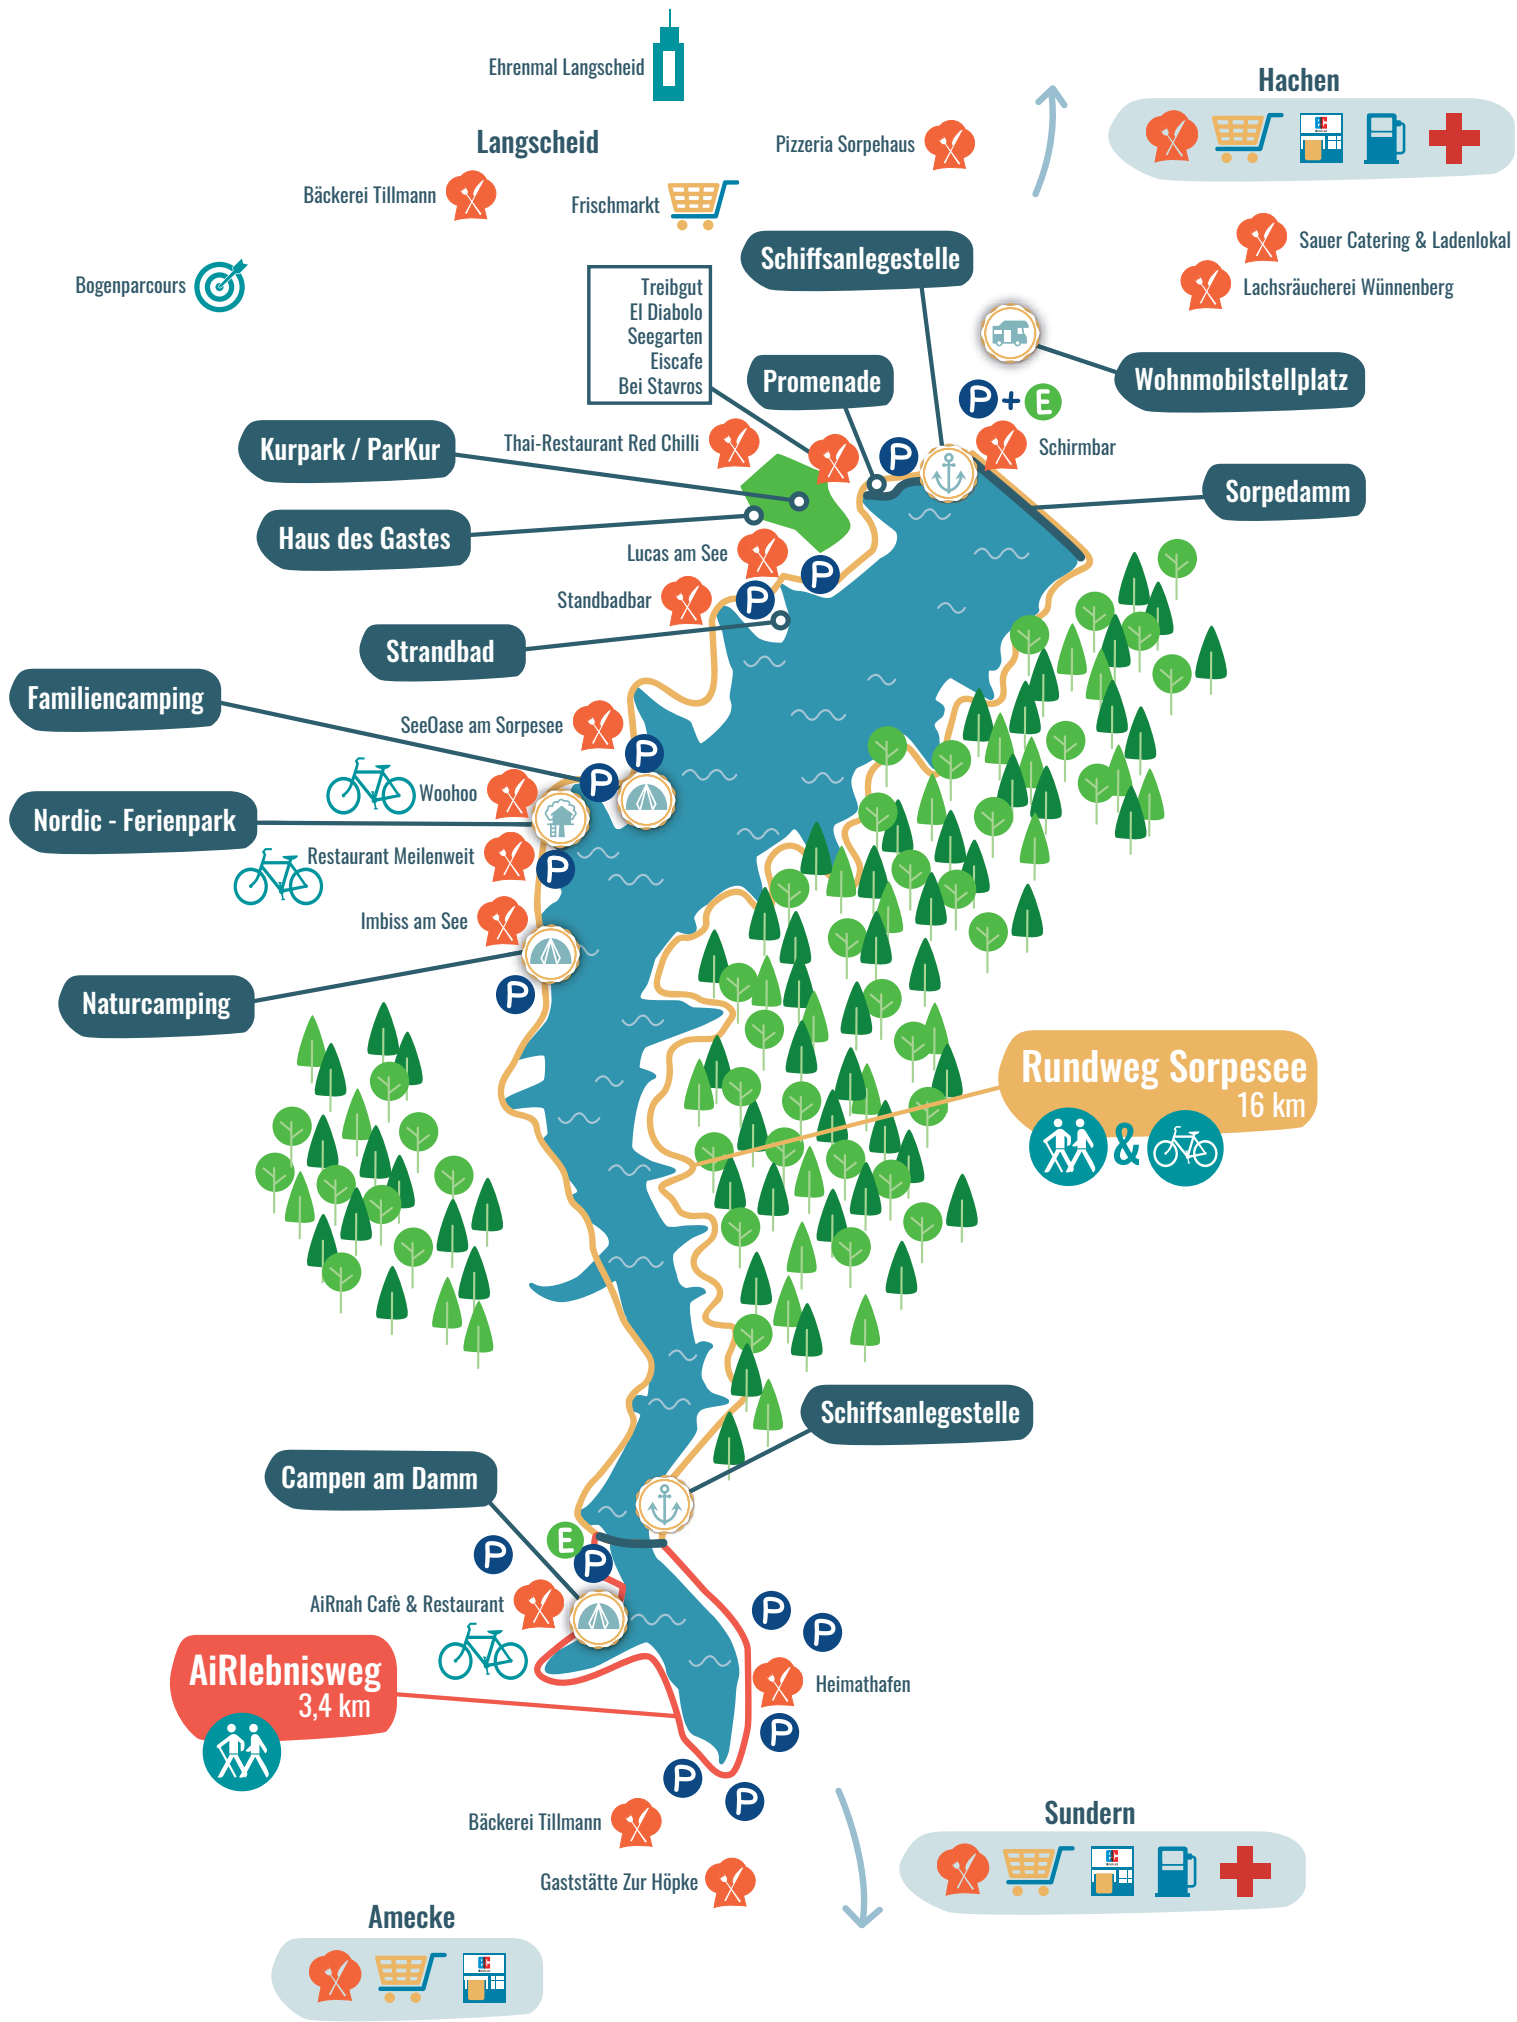 Ehrenmal Langscheid
Hachen
Langscheid
Pizzeria Sorpehaus
Bäckerei Tillmann
Frischmarkt
Sauer Catering & Ladenlokal
Schiffsanlegestelle
Bogenparcours
Lachsräucherei Wünnenberg
Treibgut
El Diabolo
Seegarten
Eiscafe
Bei Stavros
Promenade
Wohnmobilstellplatz
P + E
Kurpark / ParKur
Thai-Restaurant Red Chilli
P
Schirmbar
Sorpedamm
Haus des Gastes
Lucas am See
P
Standbadbar
P
Strandbad
Familiencamping
SeeOase am Sorpesee
P
P
Woohoo
Nordic - Ferienpark
Restaurant Meilenweit
P
Imbiss am See
Naturcamping
P
Rundweg Sorpesee
16 km
&
Schiffsanlegestelle
Campen am Damm
E
P
P
AiRnah Cafè & Restaurant
P
P
AiRlebnisweg
3,4 km
Heimathafen
P
P
P
Bäckerei Tillmann
Sundern
Gaststätte Zur Höpke
Amecke